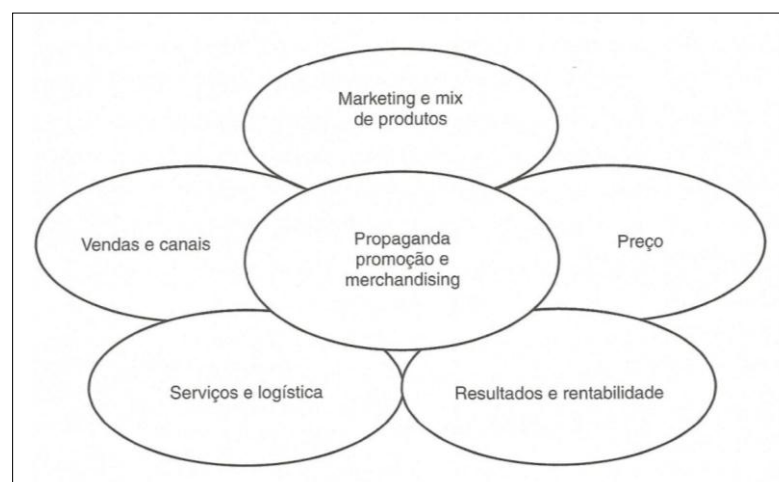 Marketing e mix
de produtos
Vendas e canais
Propaganda
promoção e
merchandising
Preço
Serviços e logística
Resultados e rentabilidade